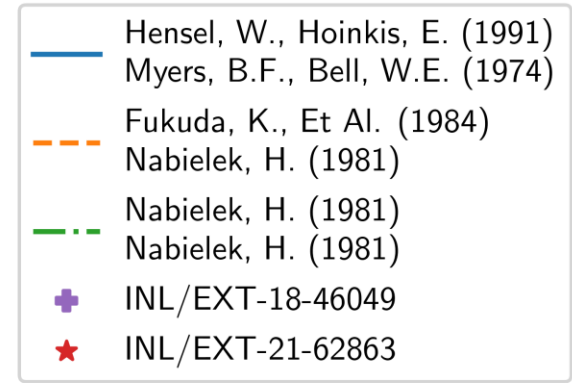 Hensel, W., Hoinkis, E. (1991)
Myers, B.F., Bell, W.E. (1974)
Fukuda, K., Et Al. (1984)
Nabielek, H. (1981)
Nabielek, H. (1981)
Nabielek, H. (1981)
INL/EXT-18-46049
INL/EXT-21-62863